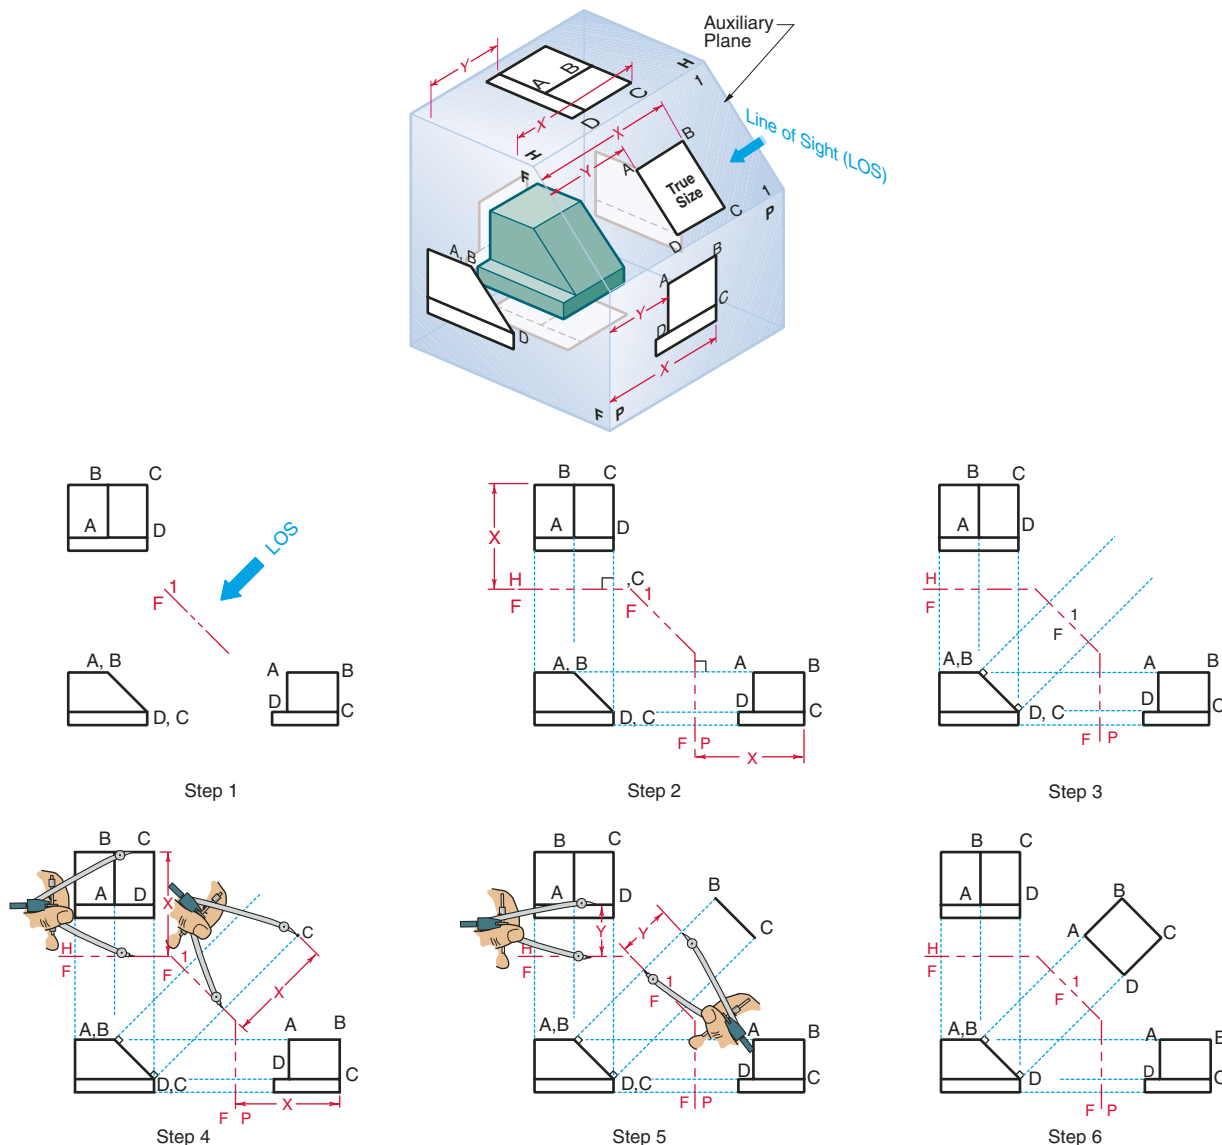 Auxiliary
Plane
H
1
Line of Sight (LOS)
Y
B
A
C
X
D
H
F
X
B
Y
A
True
Size
C
D
1
P
A, B
D
B
A
C
Y
D
X
F P
B C
A D
LOS
1
F
A, B
A B
D
D, C C
Step 1
B C
X A D
H ,C
F F 1
A, B A B
D
D, C C
F P
X
Step 2
B C
A D
H
F 1
F
A,B A B
D
D, C C
F P
Step 3
B C
A D
X
C
H 1
F F
X
A,B A B
D
D,C C
F P X
Step 4
B C
A D
B
Y Y
C
H 1
F F
A,B A B
D
D,C C
F P
Step 5
B C
A D
B
A C
H
F 1 D
F
A,B A B
D D C
F P
Step 6